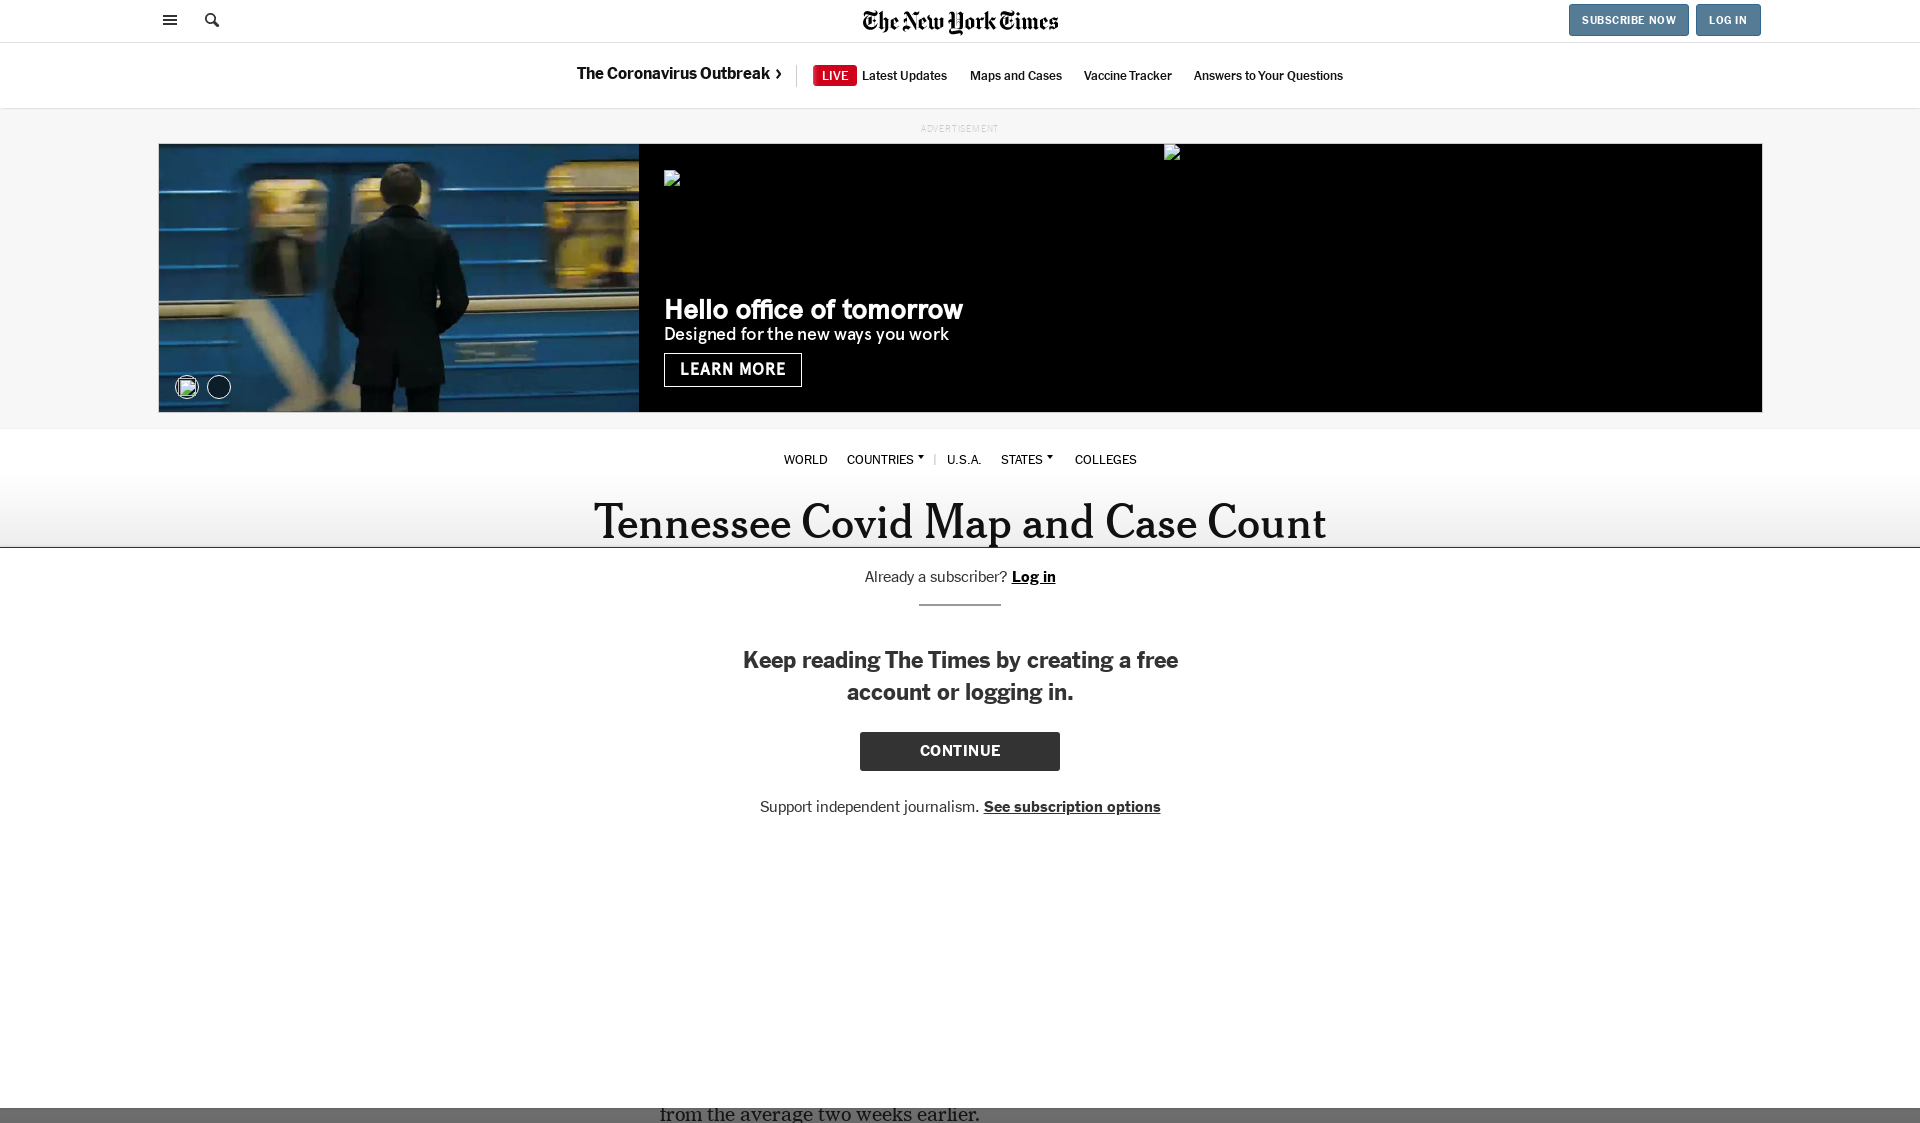 The New York Times
SUBSCRIBE NOW
LOG IN
The Coronavirus Outbreak ›
LIVE Latest Updates
Maps and Cases
Vaccine Tracker
Answers to Your Questions
ADVERTISEMENT
Hello office of tomorrow
Designed for the new ways you work
LEARN MORE
WORLD
COUNTRIES
U.S.A.
STATES
COLLEGES
Tennessee Covid Map and Case Count
Already a subscriber? Log in
Keep reading The Times by creating a free
account or logging in.
CONTINUE
Support independent journalism. See subscription options
from the average two weeks earlier.